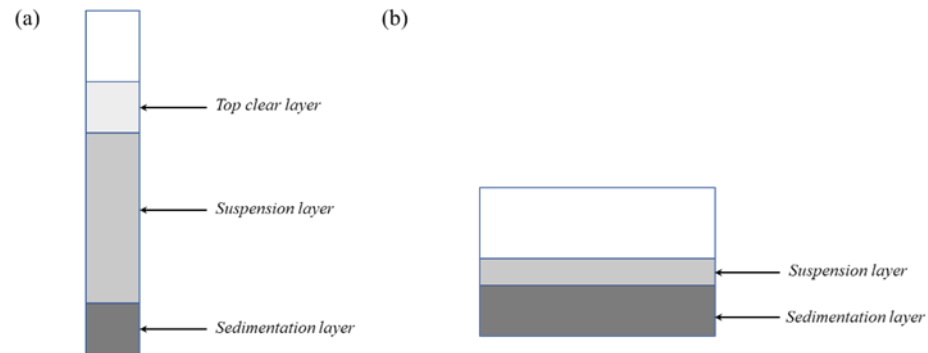 (a)
Top clear layer
Suspension layer
Sedimentation layer
(b)
Suspension layer
Sedimentation layer